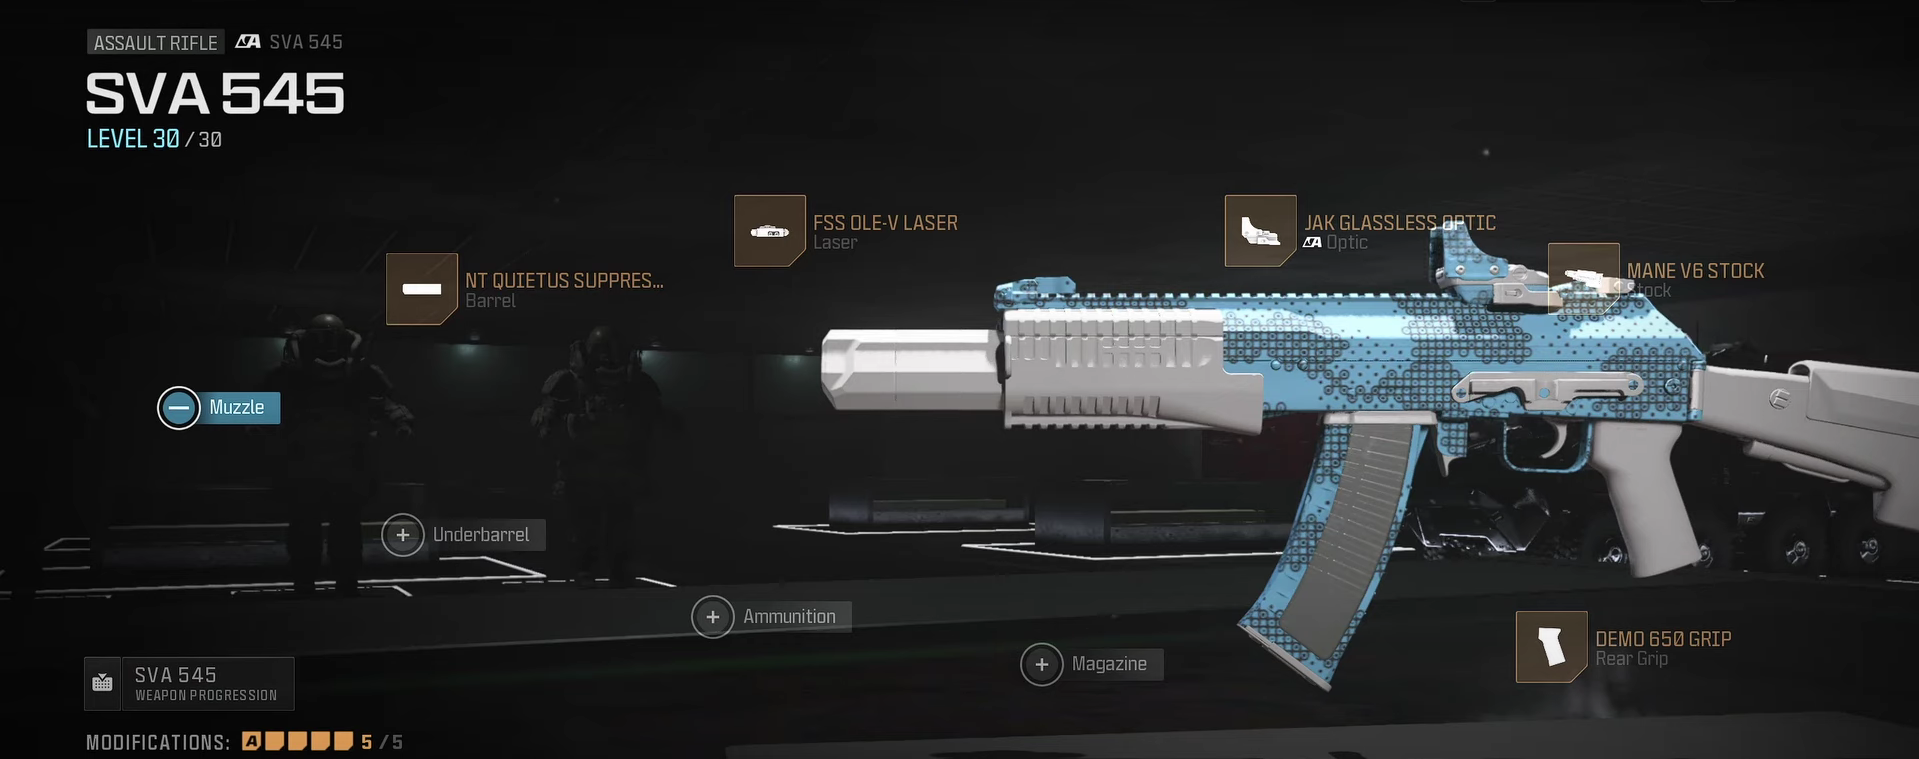 ASSAULT RIFLE SVA 545
SVA 545
LEVEL 30 / 30
FSS OLE-V LASER
Laser
JAK GLASSLESS OPTIC
Optic
NT QUIETUS SUPPRES...
Barrel
MANE V6 STOCK
Stock
Muzzle
Underbarrel
Ammunition
Magazine
DEMO 650 GRIP
Rear Grip
SVA 545
WEAPON PROGRESSION
MODIFICATIONS: A 5 / 5